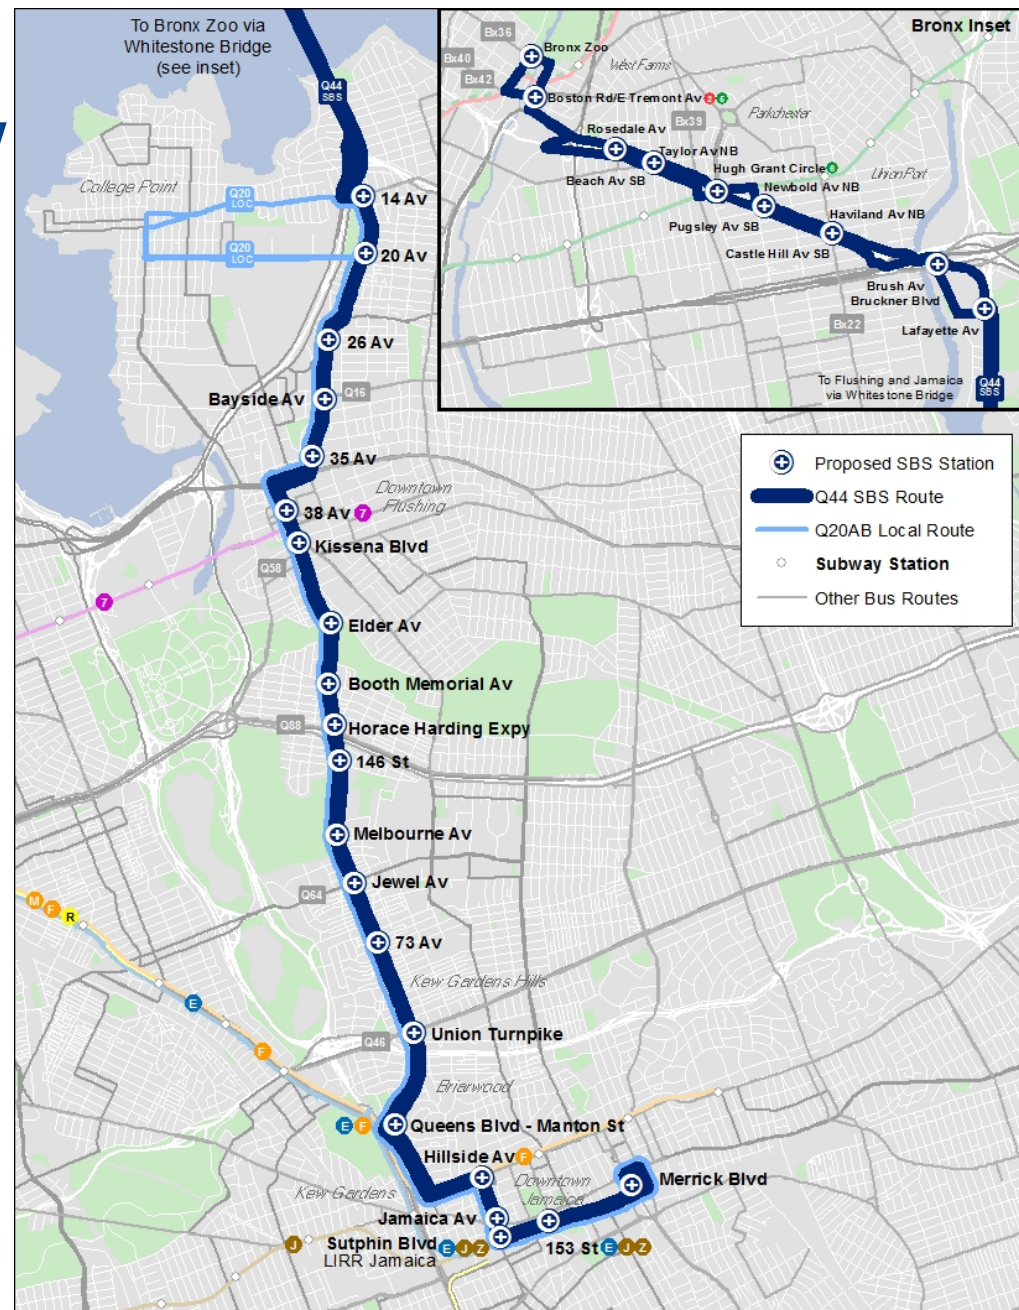 To Bronx Zoo via
Whitestone Bridge
(see inset)
Q44
SBS
College Point
Q20
LOC
Q20
LOC
14 Av
20 Av
26 Av
Bayside Av
Q16
35 Av
Downtown
Flushing
38 Av 7
Kissena Blvd
Q58
7
Elder Av
Booth Memorial Av
Q88
Horace Harding Expy
146 St
Melbourne Av
Jewel Av
Q64
M F R
73 Av
Kew Gardens Hills
E
Union Turnpike
Q46
F
Briarwood
E F
Queens Blvd - Manton St
Hillside Av F
Kew Gardens
Downtown
Jamaica
Merrick Blvd
Jamaica Av
J
Sutphin Blvd E J Z
LIRR Jamaica
153 St E J Z
Bronx Inset
Bx36
Bronx Zoo
Bx40
West Farms
Bx42
Boston Rd/E Tremont Av 2 5
Bx39
Parkchester
Rosedale Av
Taylor Av NB
Beach Av SB
Hugh Grant Circle 6
Unionport
Newbold Av NB
Pugsley Av SB
Haviland Av NB
Castle Hill Av SB
Brush Av
Bruckner Blvd
Bx22
Lafayette Av
To Flushing and Jamaica
via Whitestone Bridge
Q44
SBS
Proposed SBS Station
Q44 SBS Route
Q20AB Local Route
Subway Station
Other Bus Routes